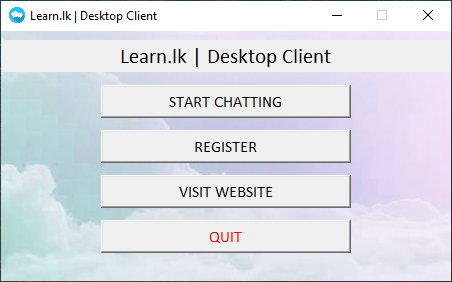 Learn.lk | Desktop Client
Learn.lk | Desktop Client
START CHATTING
REGISTER
VISIT WEBSITE
QUIT